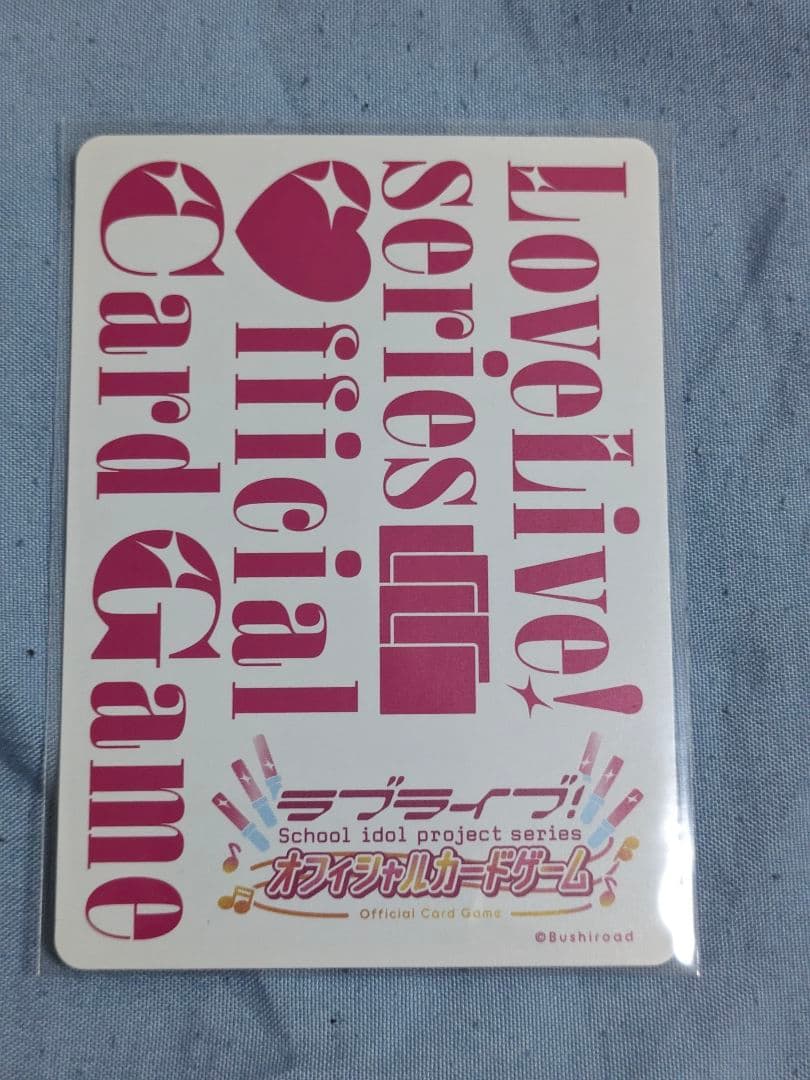 LoveLive!
series
♥fficial
Card Game
ラブライブ!
School idol project series
オフィシャルカードゲーム
Official Card Game
©Bushiroad